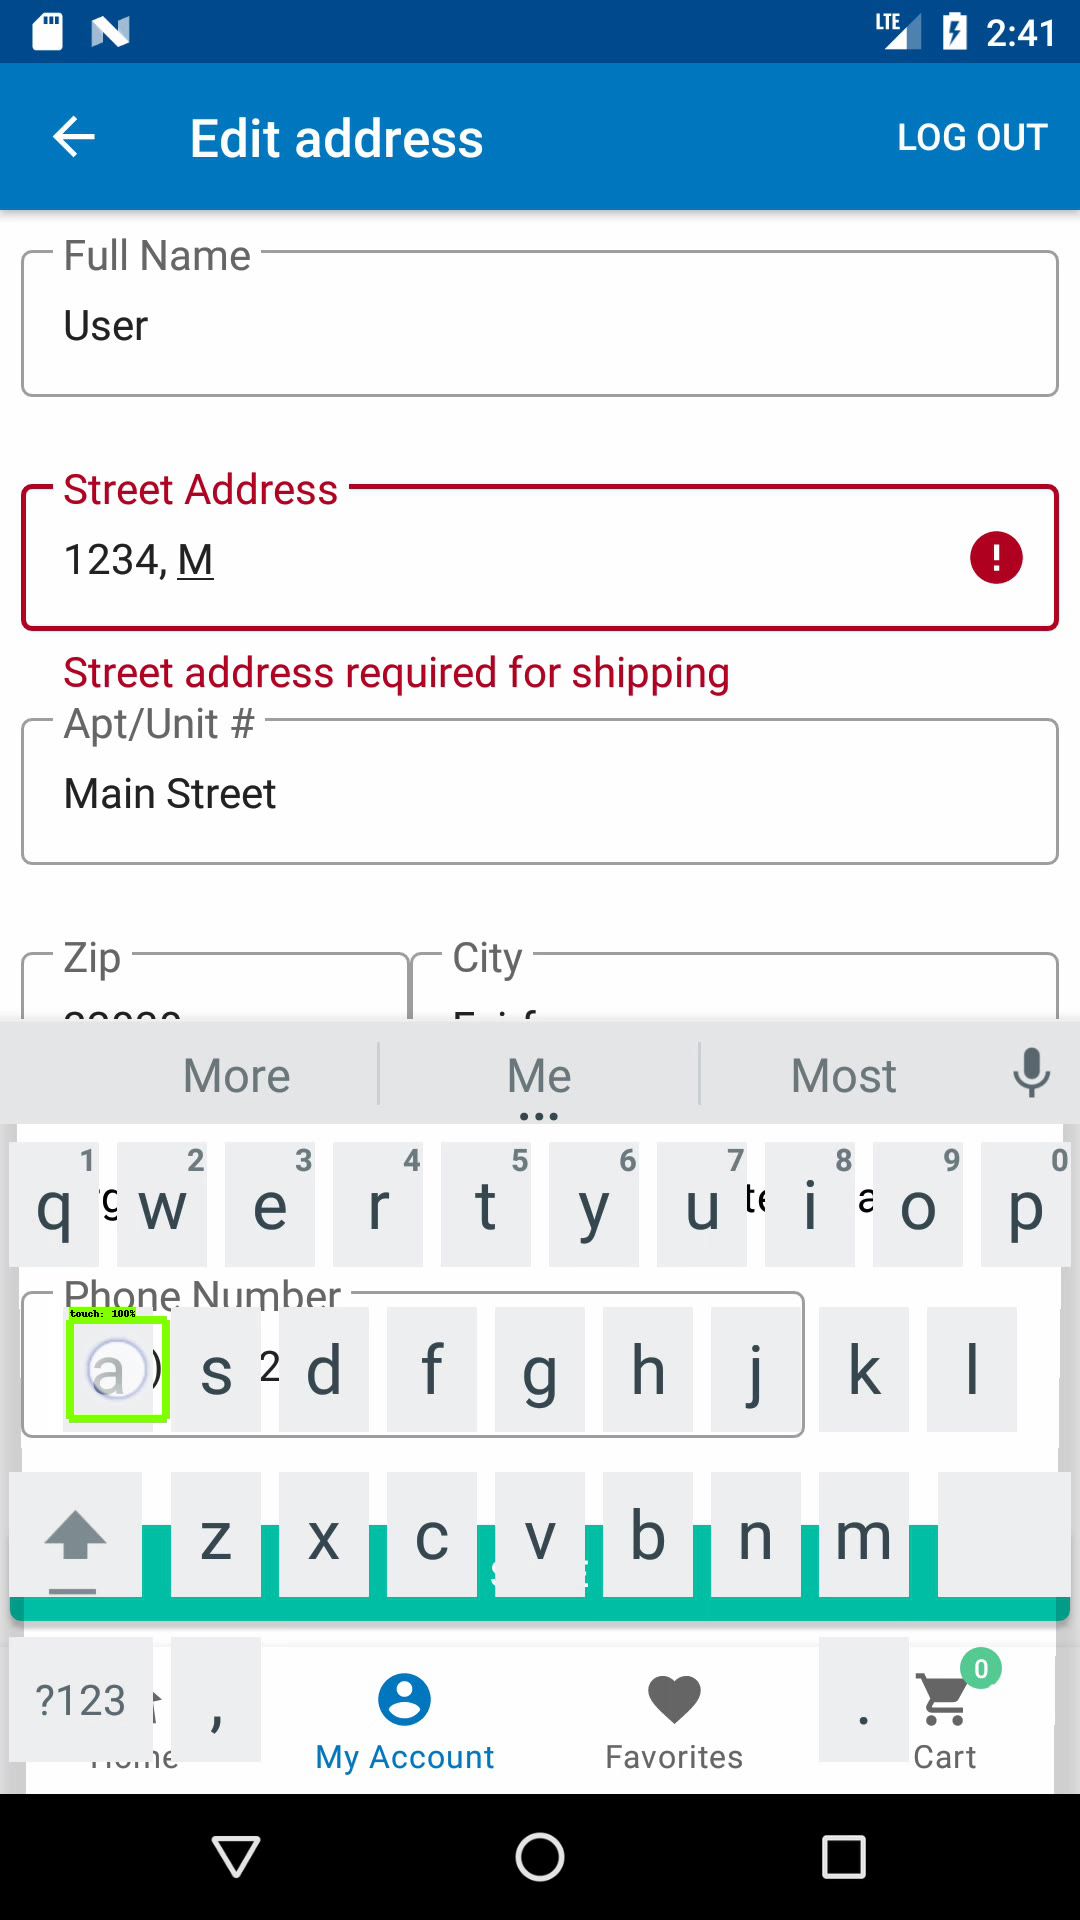 LTE 2:41
Edit address LOG OUT
Full Name
User
Street Address
1234, M
!
Street address required for shipping
Apt/Unit #
Main Street
Zip City
More Me Most
1 2 3 4 5 6 7 8 9 0
q w e r t y u i o p
Phone Number
touch: 100%
a ) s 2 d f g h j k l
z x c v b n m
?123 , . 0
Home My Account Favorites Cart